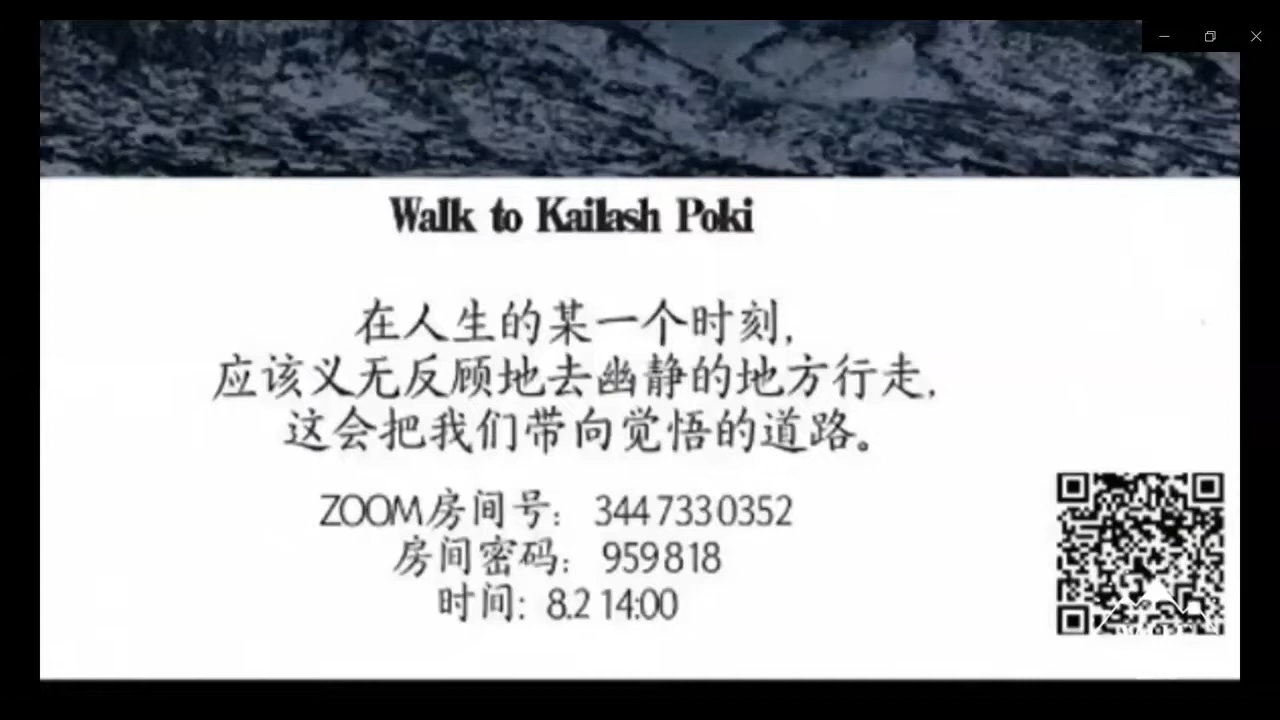 Walk to Kailash Poki
在人生的某一个时刻,
应该义无反顾地去幽静的地方行走,
这会把我们带向觉悟的道路。
ZOOM房间号: 344 733 0352
房间密码: 959818
时间: 8.2 14:00